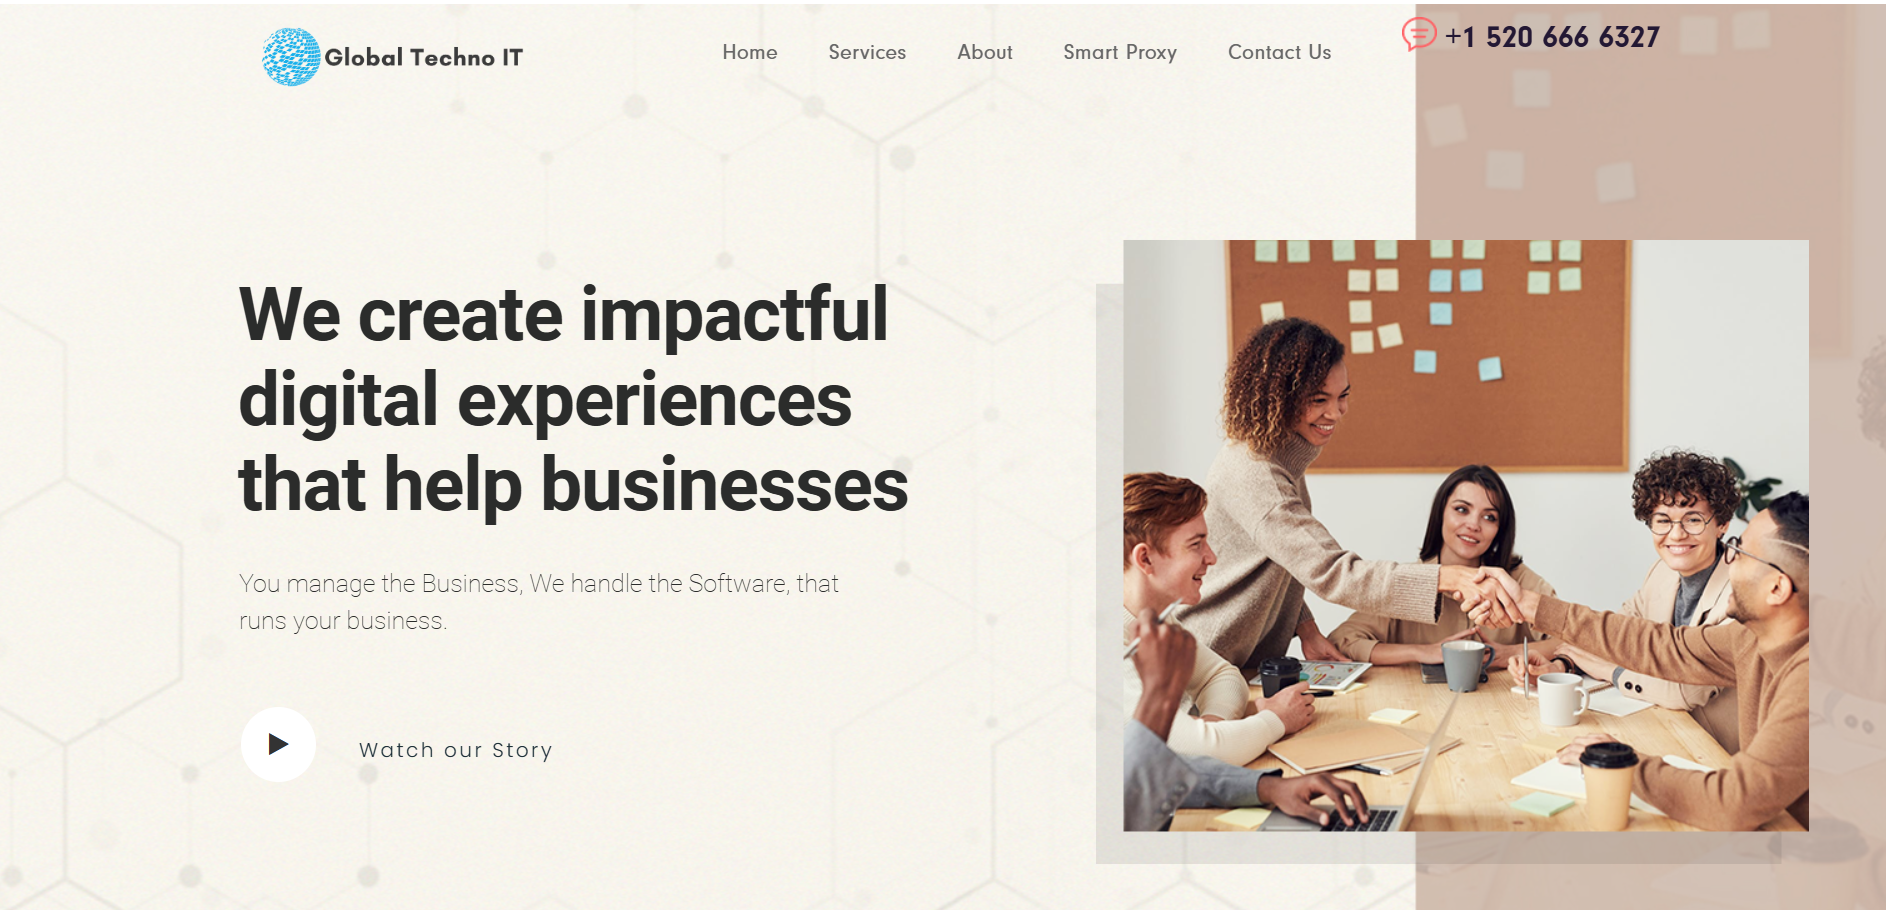 Global Techno IT
Home Services About Smart Proxy Contact Us
+1 520 666 6327
We create impactful
digital experiences
that help businesses
You manage the Business, We handle the Software, that
runs your business.
Watch our Story